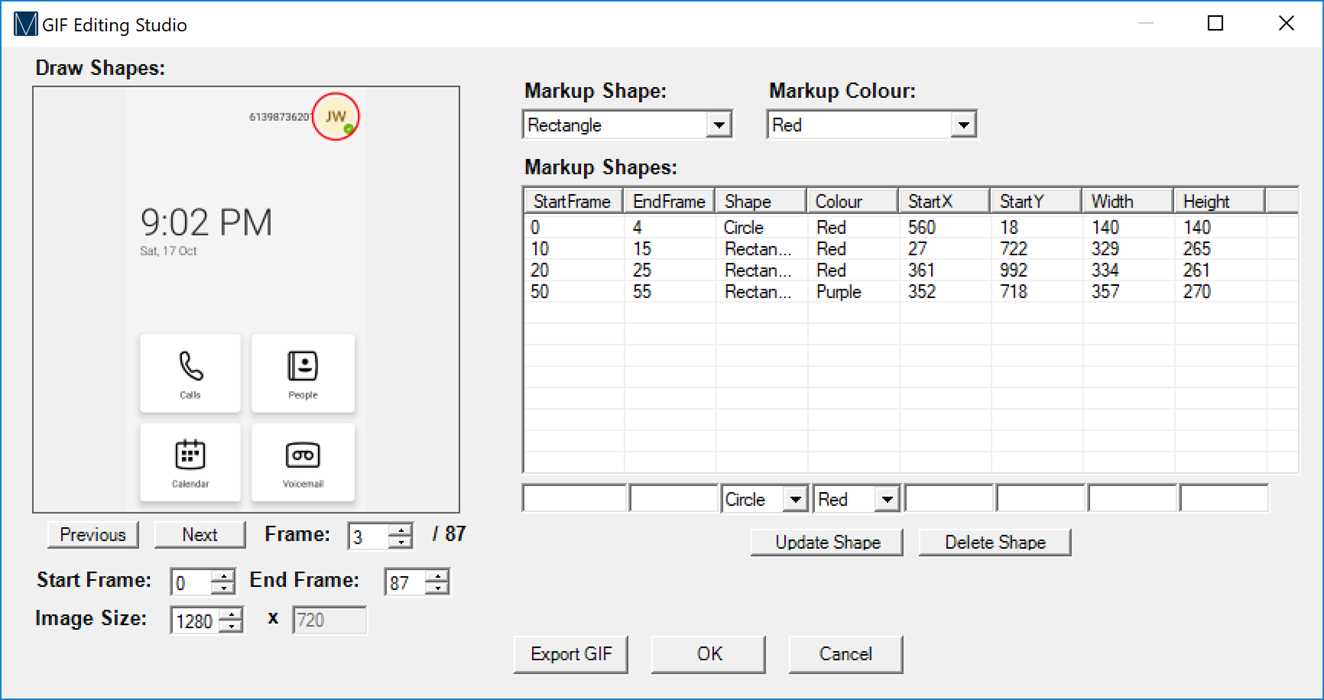 GIF Editing Studio
Draw Shapes:
6139873620
JW
9:02 PM
Sat, 17 Oct
Calls
People
Calendar
Voicemail
Previous
Next
Frame:
3
/ 87
Start Frame:
0
End Frame:
87
Image Size:
1280
x
720
Markup Shape:
Markup Colour:
Rectangle
Red
Markup Shapes:
StartFrame EndFrame Shape Colour StartX StartY Width Height
0 4 Circle Red 560 18 140 140
10 15 Rectan... Red 27 722 329 265
20 25 Rectan... Red 361 992 334 261
50 55 Rectan... Purple 352 718 357 270
Circle
Red
Update Shape
Delete Shape
Export GIF
OK
Cancel